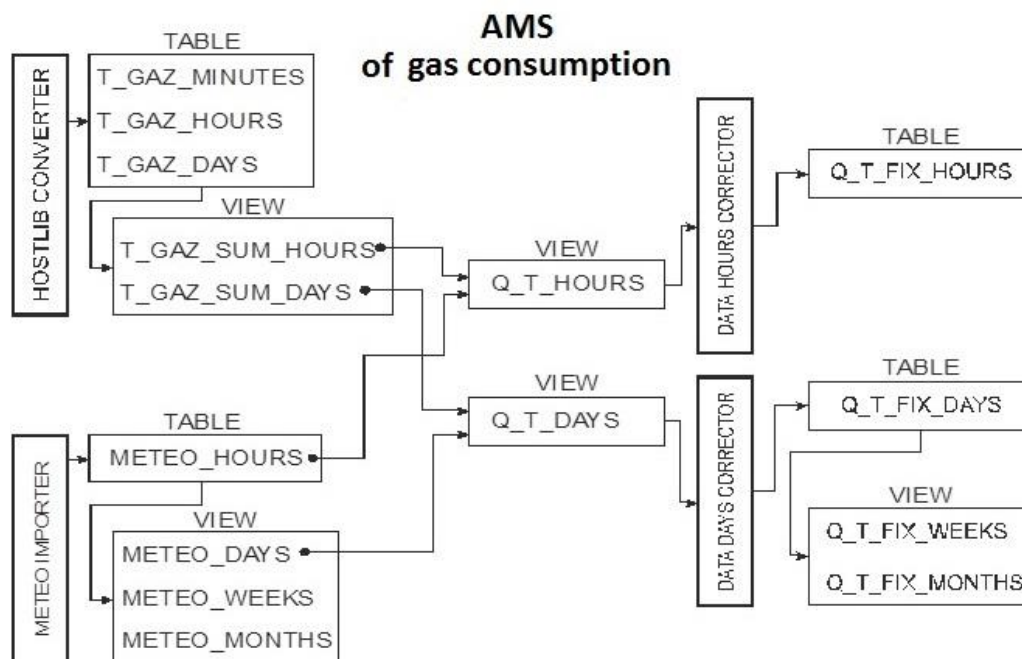 AMS
of gas consumption
HOSTLIB CONVERTER
TABLE
T_GAZ_MINUTES
T_GAZ_HOURS
T_GAZ_DAYS
VIEW
T_GAZ_SUM_HOURS
T_GAZ_SUM_DAYS
VIEW
Q_T_HOURS
DATA HOURS CORRECTOR
TABLE
Q_T_FIX_HOURS
METEO IMPORTER
TABLE
METEO_HOURS
VIEW
METEO_DAYS
METEO_WEEKS
METEO_MONTHS
VIEW
Q_T_DAYS
DATA DAYS CORRECTOR
TABLE
Q_T_FIX_DAYS
VIEW
Q_T_FIX_WEEKS
Q_T_FIX_MONTHS